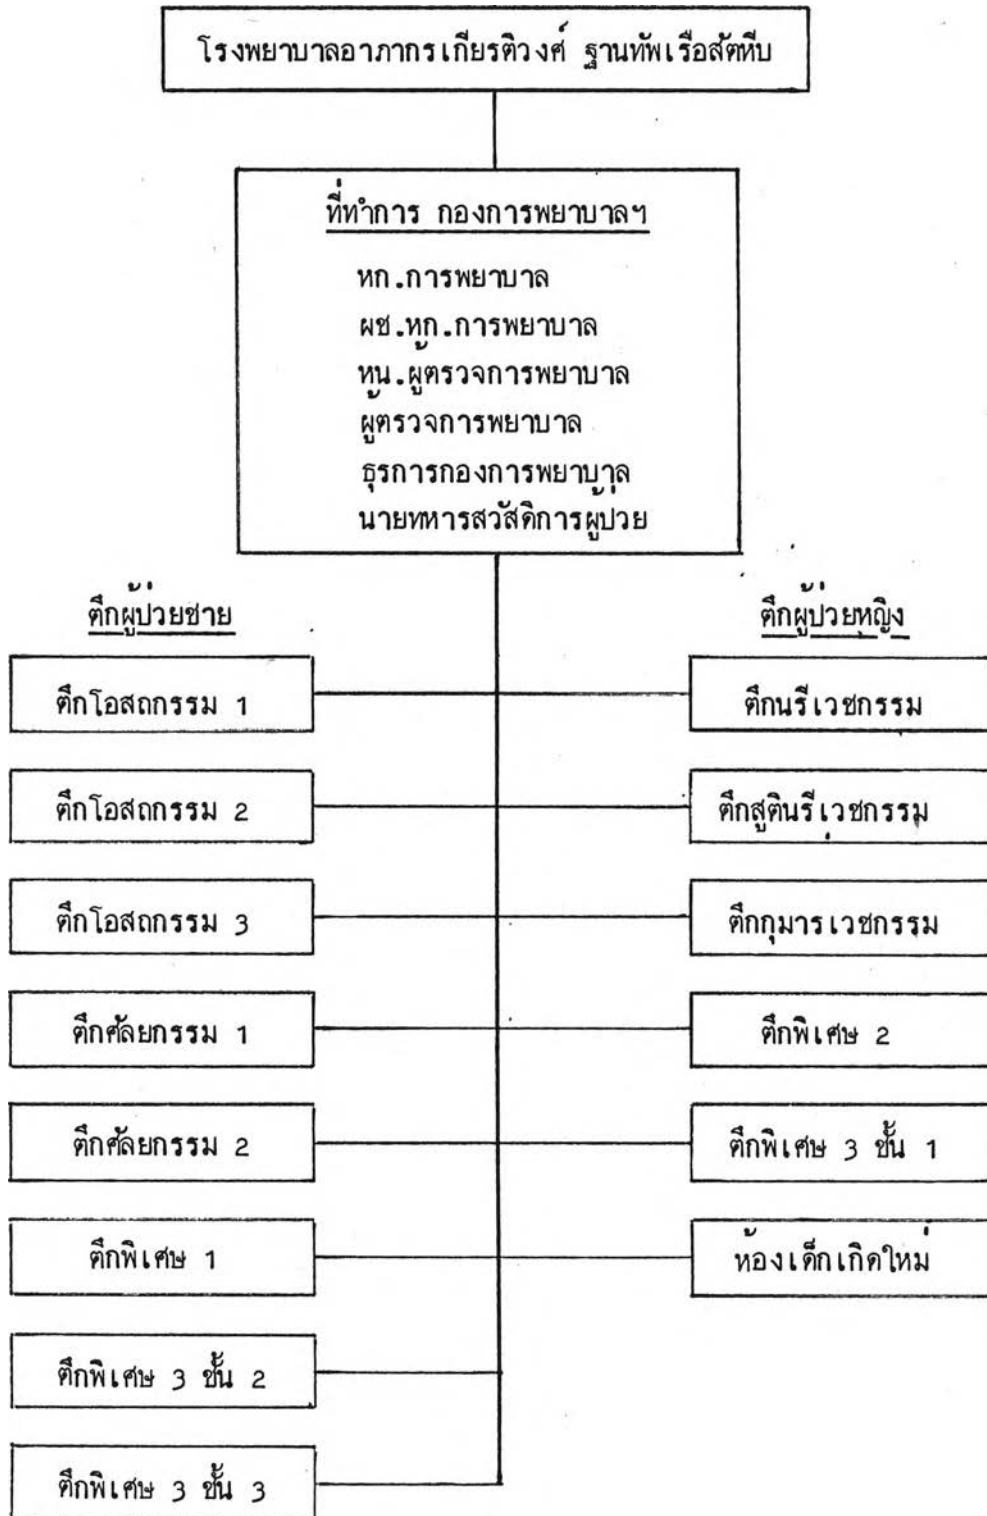 โรงพยาบาลอาภากรเกียรติวงศ์ ฐานทัพเรือสัตหีบ
ที่ทำการ กองการพยาบาลฯ
หก.การพยาบาล
ผช.หก.การพยาบาล
หน.ผู้ตรวจการพยาบาล
ผู้ตรวจการพยาบาล
ธุรการกองการพยาบาล
นายทหารสวัสดิการผู้ป่วย
ตึกผู้ป่วยชาย
ตึกโอสถกรรม 1
ตึกโอสถกรรม 2
ตึกโอสถกรรม 3
ตึกศัลยกรรม 1
ตึกศัลยกรรม 2
ตึกพิเศษ 1
ตึกพิเศษ 3 ชั้น 2
ตึกพิเศษ 3 ชั้น 3
ตึกผู้ป่วยหญิง
ตึกนรีเวชกรรม
ตึกสูตินรีเวชกรรม
ตึกกุมารเวชกรรม
ตึกพิเศษ 2
ตึกพิเศษ 3 ชั้น 1
ห้องเด็กเกิดใหม่